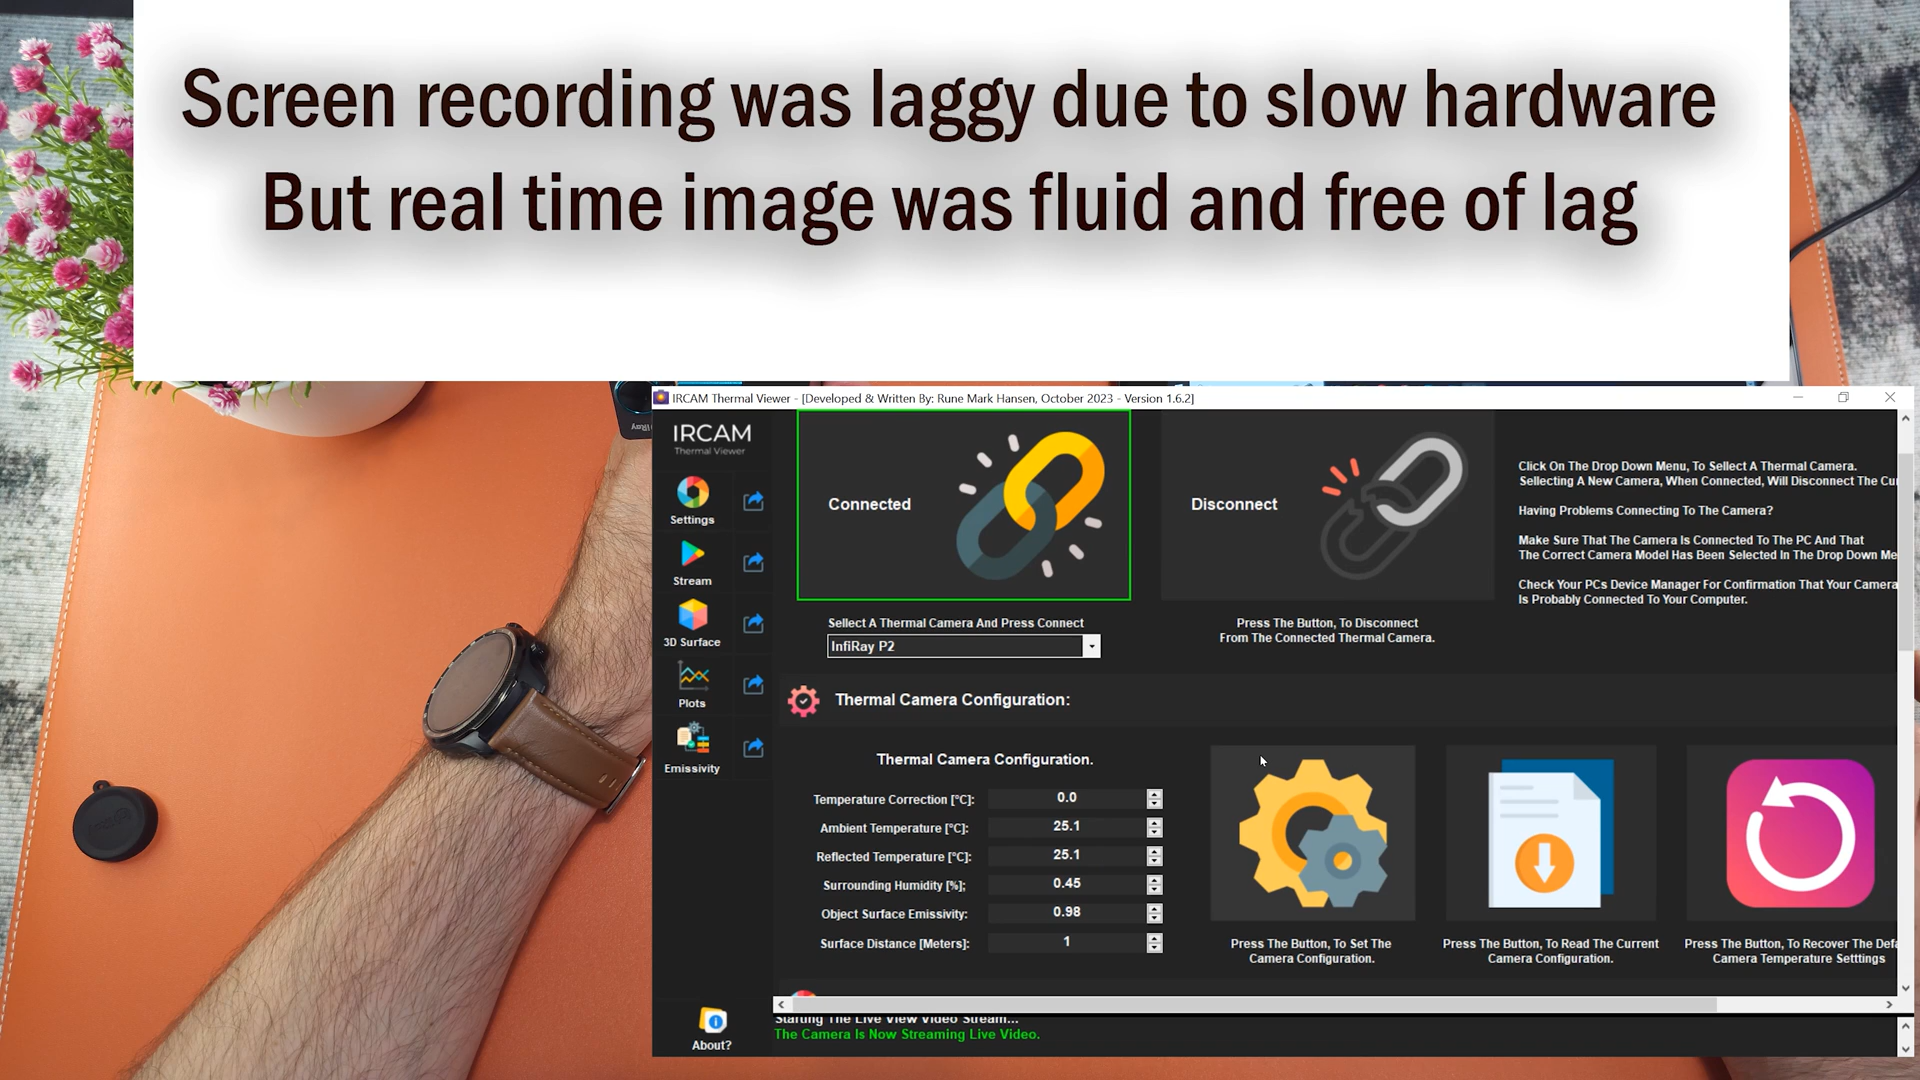 Screen recording was laggy due to slow hardware
But real time image was fluid and free of lag
IRCAM Thermal Viewer - [Developed & Written By: Rune Mark Hansen, October 2023 - Version 1.6.2]
IRCAM
Thermal Viewer
Settings
Stream
3D Surface
Plots
Emissivity
About?
Connected
Disconnect
Sellect A Thermal Camera And Press Connect
InfiRay P2
Press The Button, To Disconnect
From The Connected Thermal Camera.
Click On The Drop Down Menu, To Sellect A Thermal Camera.
Sellecting A New Camera, When Connected, Will Disconnect The Cu
Having Problems Connecting To The Camera?
Make Sure That The Camera Is Connected To The PC And That
The Correct Camera Model Has Been Selected In The Drop Down Me
Check Your PCs Device Manager For Confirmation That Your Camera
Is Probably Connected To Your Computer.
Thermal Camera Configuration:
Thermal Camera Configuration.
Temperature Correction [°C]: 0.0
Ambient Temperature [°C]: 25.1
Reflected Temperature [°C]: 25.1
Surrounding Humidity [%]; 0.45
Object Surface Emissivity: 0.98
Surface Distance [Meters]: 1
Press The Button, To Set The
Camera Configuration.
Press The Button, To Read The Current
Camera Configuration.
Press The Button, To Recover The Defa
Camera Temperature Setttings
Starting The Live View Video Stream...
The Camera Is Now Streaming Live Video.